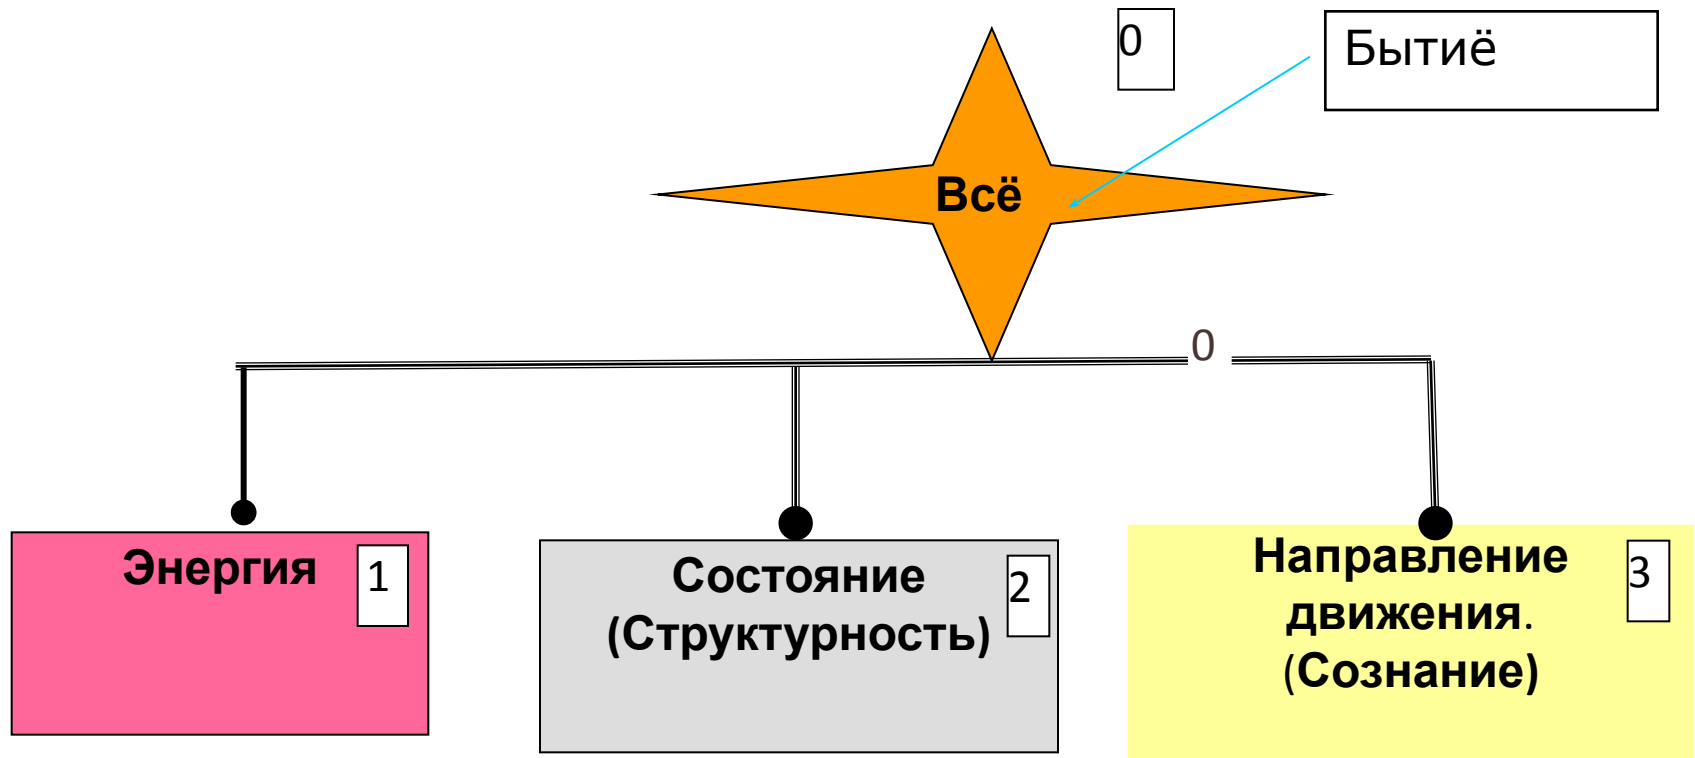 0
Бытиё
Всё
0
Энергия
1
Состояние
(Структурность)
2
Направление
движения.
(Сознание)
3